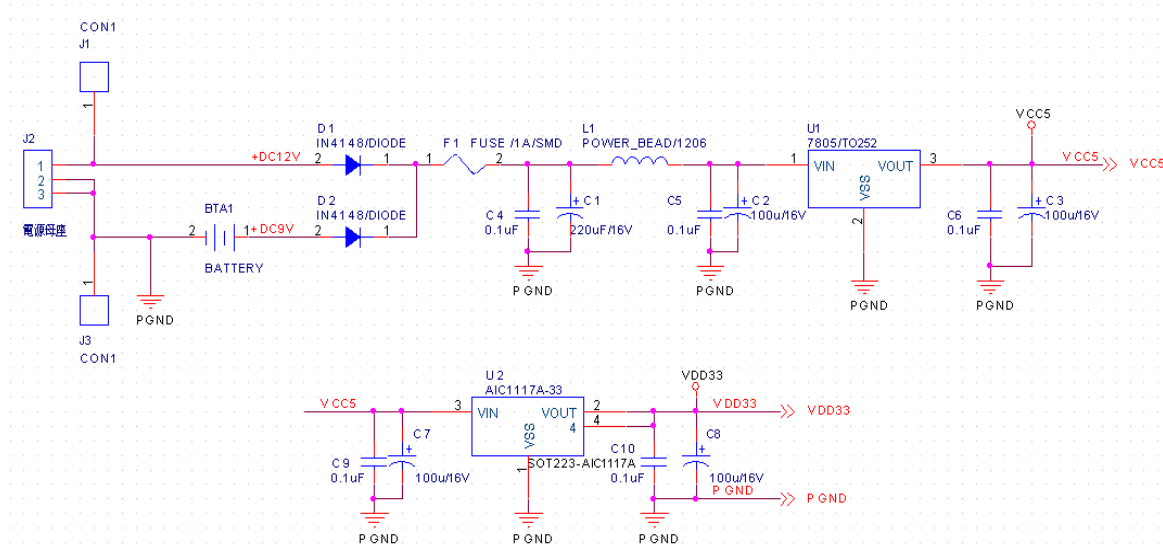 CON1
J1
J2
1
2
3
電源母座
1
+DC12V
D1
IN4148/DIODE
2
1
F1 FUSE /1A/SMD
1
2
L1
POWER_BEAD/1206
U1
7805/TO252
1
VIN
VOUT
VSS
2
3
VCC5
VCC5
VCC5
BTA1
2
1
+DC9V
BATTERY
D2
IN4148/DIODE
2
1
C4
0.1uF
C1
220uF/16V
C5
0.1uF
C2
100u/16V
C6
0.1uF
C3
100u/16V
PGND
PGND
PGND
PGND
PGND
1
J3
CON1
U2
AIC1117A-33
VCC5
3
VIN
VOUT
4
VSS
1
2
4
SOT223-AIC1117A
VDD33
VDD33
VDD33
C9
0.1uF
C7
100u/16V
C10
0.1uF
C8
100u/16V
PGND
PGND
PGND
PGND
PGND